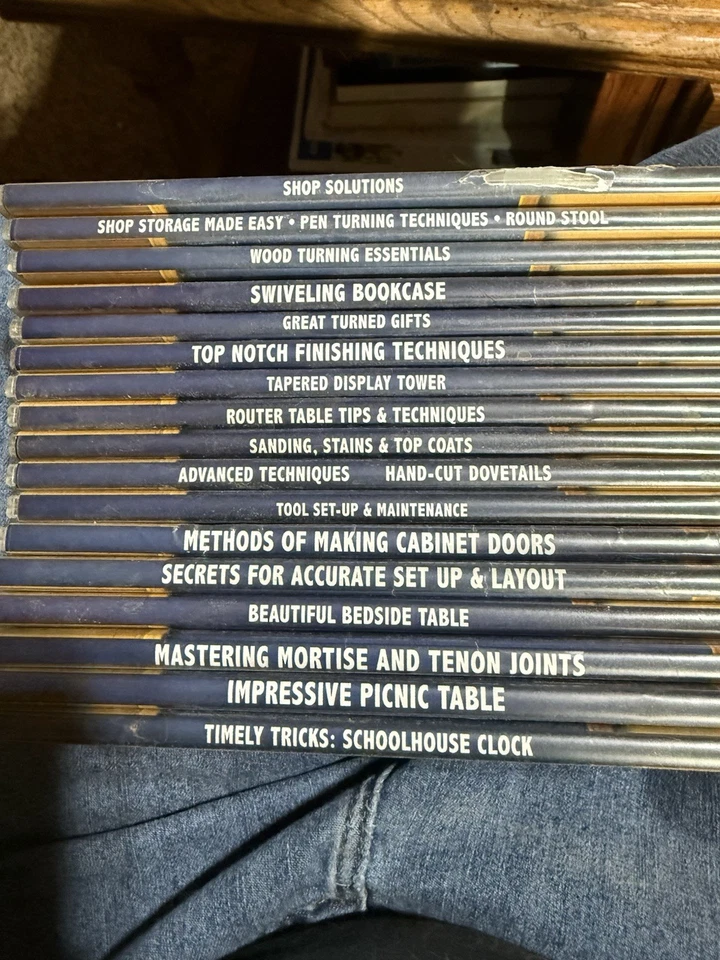 SHOP SOLUTIONS
SHOP STORAGE MADE EASY • PEN TURNING TECHNIQUES • ROUND STOOL
WOOD TURNING ESSENTIALS
SWIVELING BOOKCASE
GREAT TURNED GIFTS
TOP NOTCH FINISHING TECHNIQUES
TAPERED DISPLAY TOWER
ROUTER TABLE TIPS & TECHNIQUES
SANDING, STAINS & TOP COATS
ADVANCED TECHNIQUES HAND-CUT DOVETAILS
TOOL SET-UP & MAINTENANCE
METHODS OF MAKING CABINET DOORS
SECRETS FOR ACCURATE SET UP & LAYOUT
BEAUTIFUL BEDSIDE TABLE
MASTERING MORTISE AND TENON JOINTS
IMPRESSIVE PICNIC TABLE
TIMELY TRICKS: SCHOOLHOUSE CLOCK